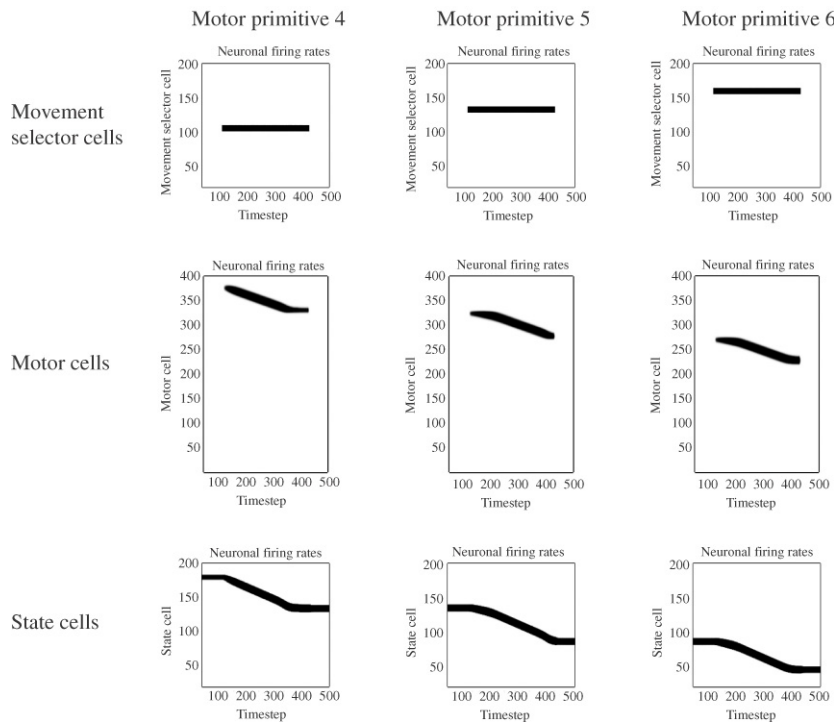 Motor primitive 4
Motor primitive 5
Motor primitive 6
Movement
selector cells
Neuronal firing rates
Movement selector cell
200
150
100
50
100 200 300 400 500
Timestep
Neuronal firing rates
Movement selector cell
200
150
100
50
100 200 300 400 500
Timestep
Neuronal firing rates
Movement selector cell
200
150
100
50
100 200 300 400 500
Timestep
Motor cells
Neuronal firing rates
Motor cell
400
350
300
250
200
150
100
50
100 200 300 400 500
Timestep
Neuronal firing rates
Motor cell
400
350
300
250
200
150
100
50
100 200 300 400 500
Timestep
Neuronal firing rates
Motor cell
400
350
300
250
200
150
100
50
100 200 300 400 500
Timestep
State cells
Neuronal firing rates
State cell
200
150
100
50
100 200 300 400 500
Timestep
Neuronal firing rates
State cell
200
150
100
50
100 200 300 400 500
Timestep
Neuronal firing rates
State cell
200
150
100
50
100 200 300 400 500
Timestep